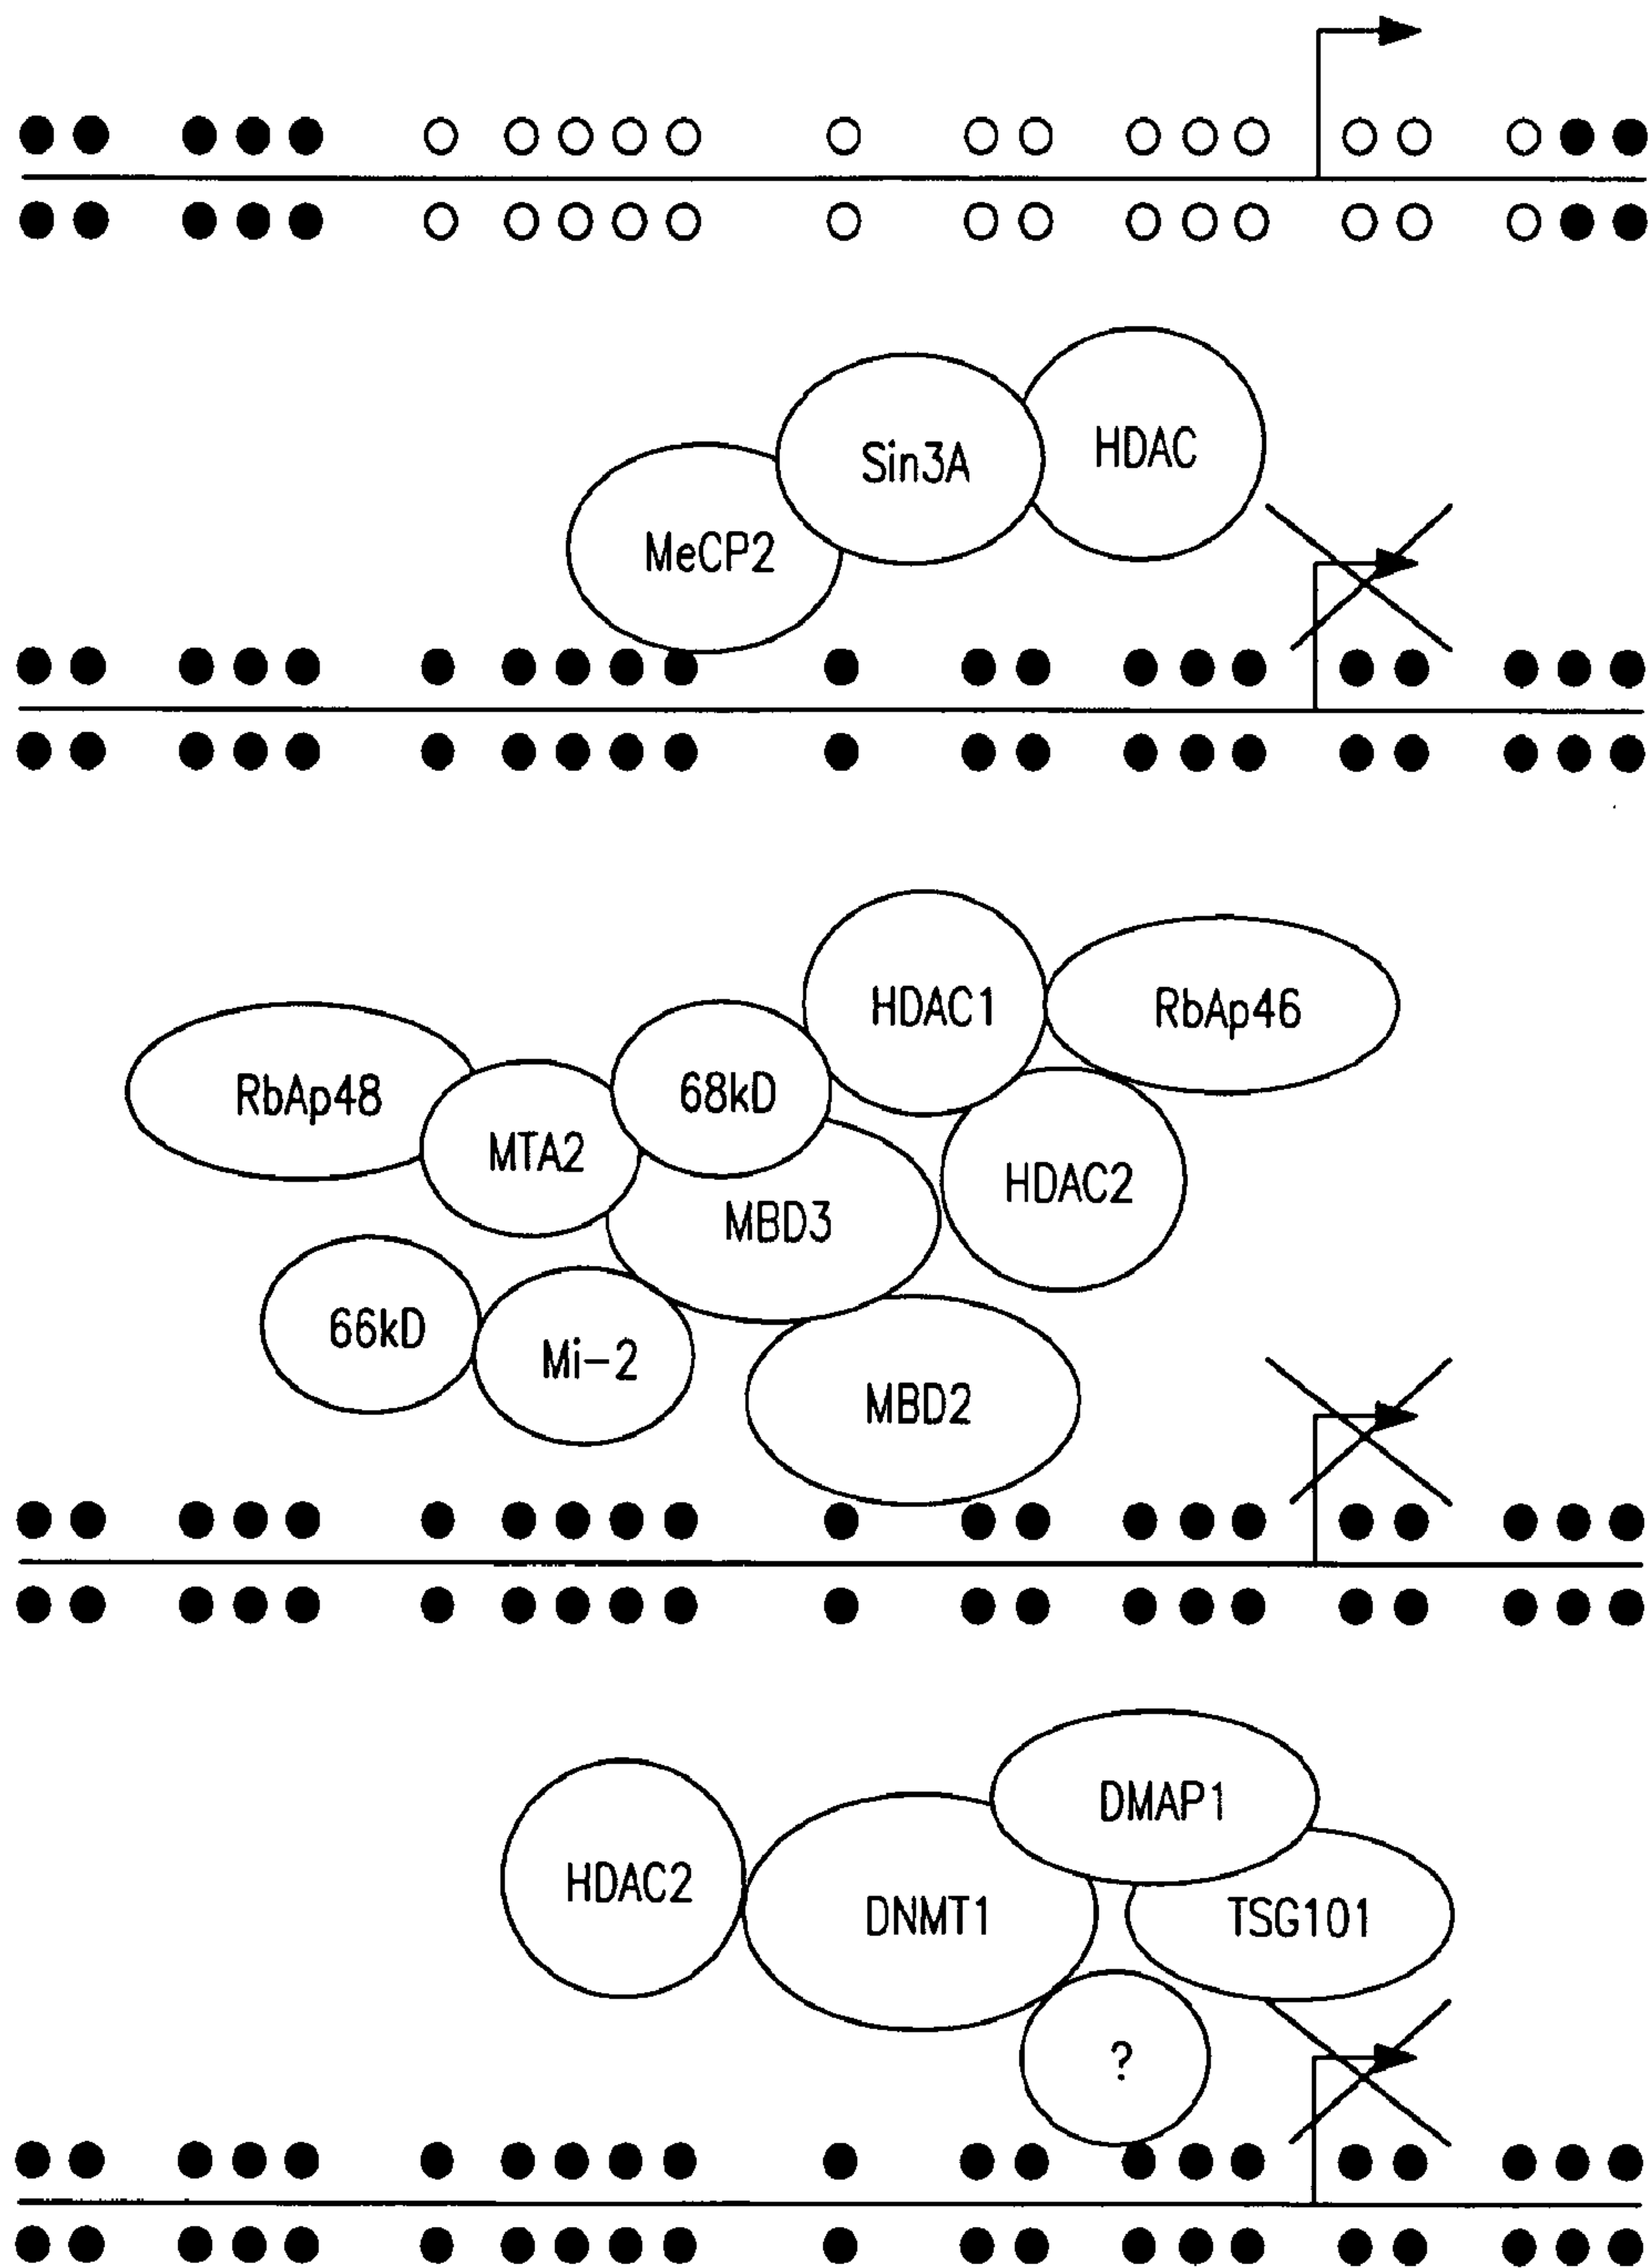 HDAC
Sin3A
MeCP2
HDAC1
RbAp46
RbAp48
68kD
MTA2
HDAC2
MBD3
66kD
Mi-2
MBD2
DMAP1
HDAC2
DNMT1
TSG101
?